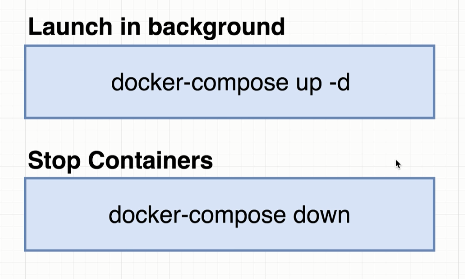 Launch in background
docker-compose up -d
Stop Containers
docker-compose down